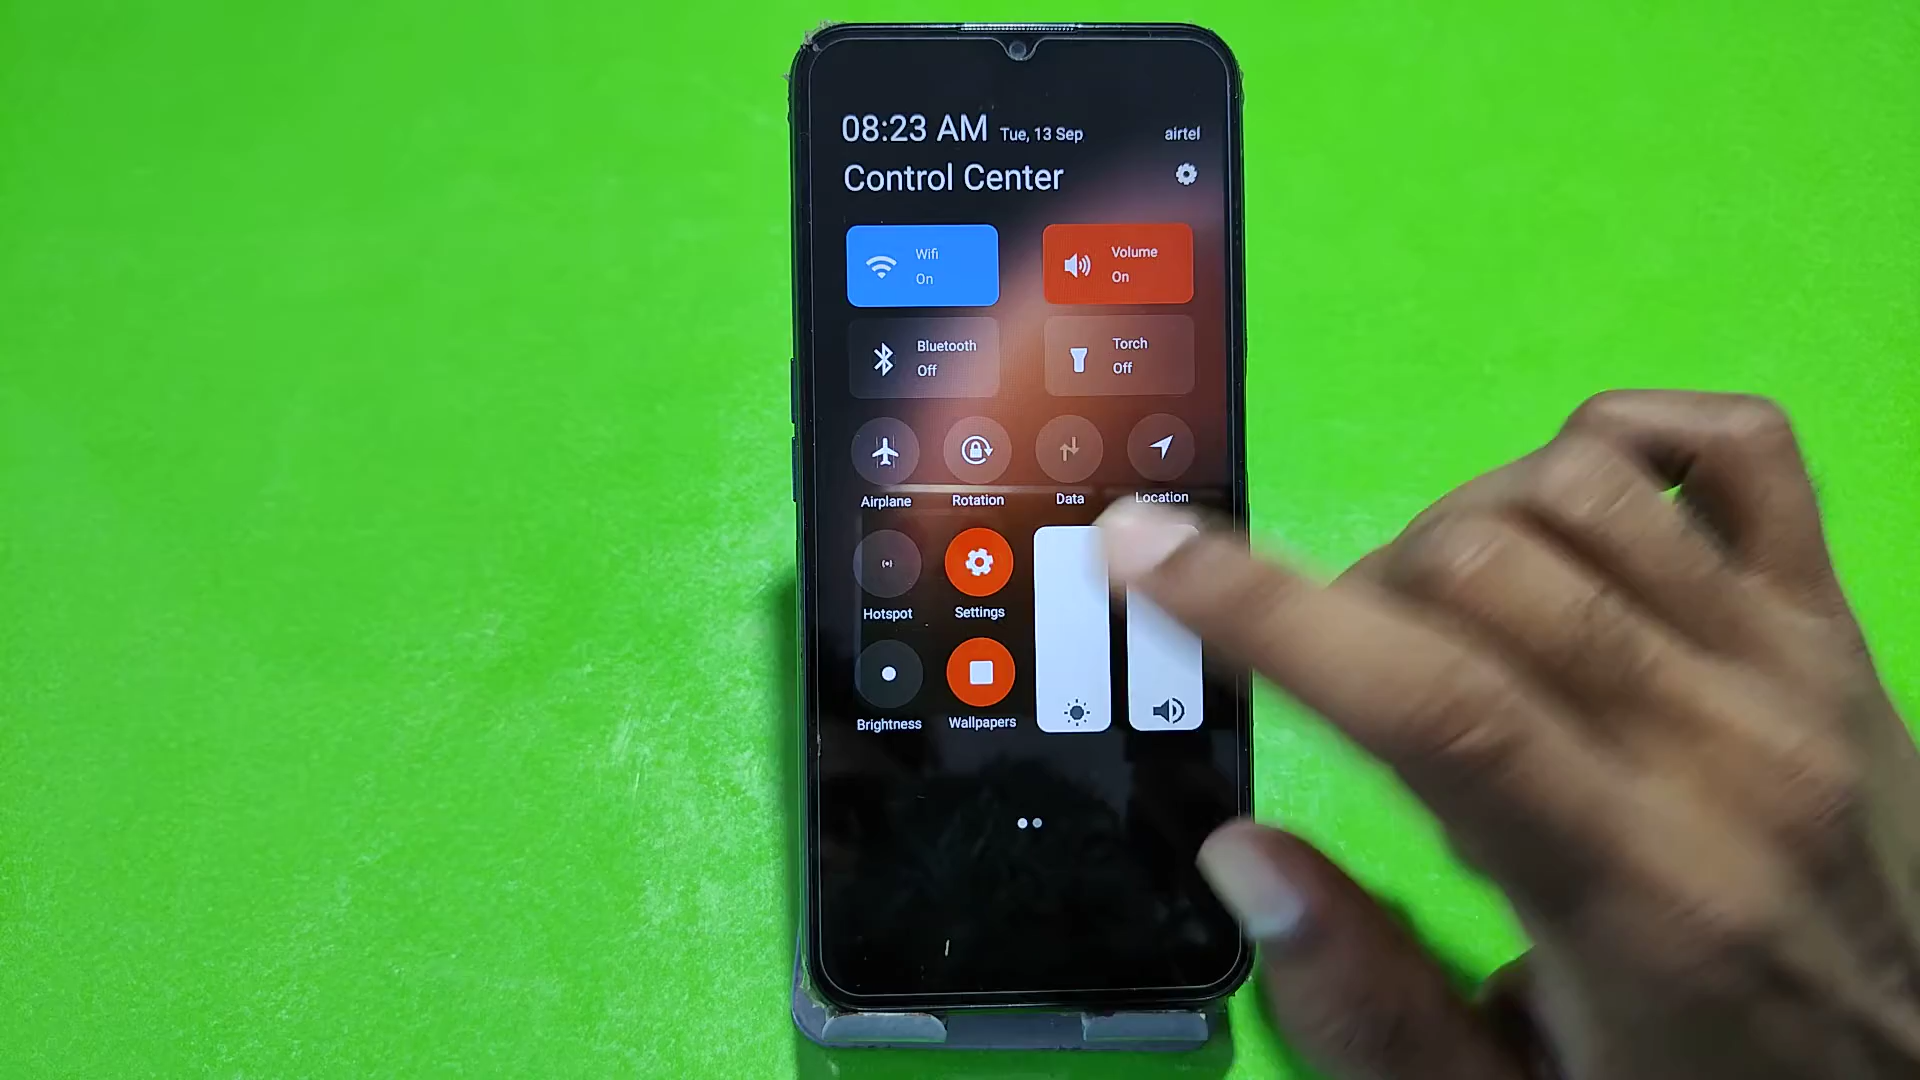 08:23 AM Tue, 13 Sep airtel
Control Center
Wifi
On
Volume
On
Bluetooth
Off
Torch
Off
Airplane Rotation Data Location
Hotspot Settings
Brightness Wallpapers